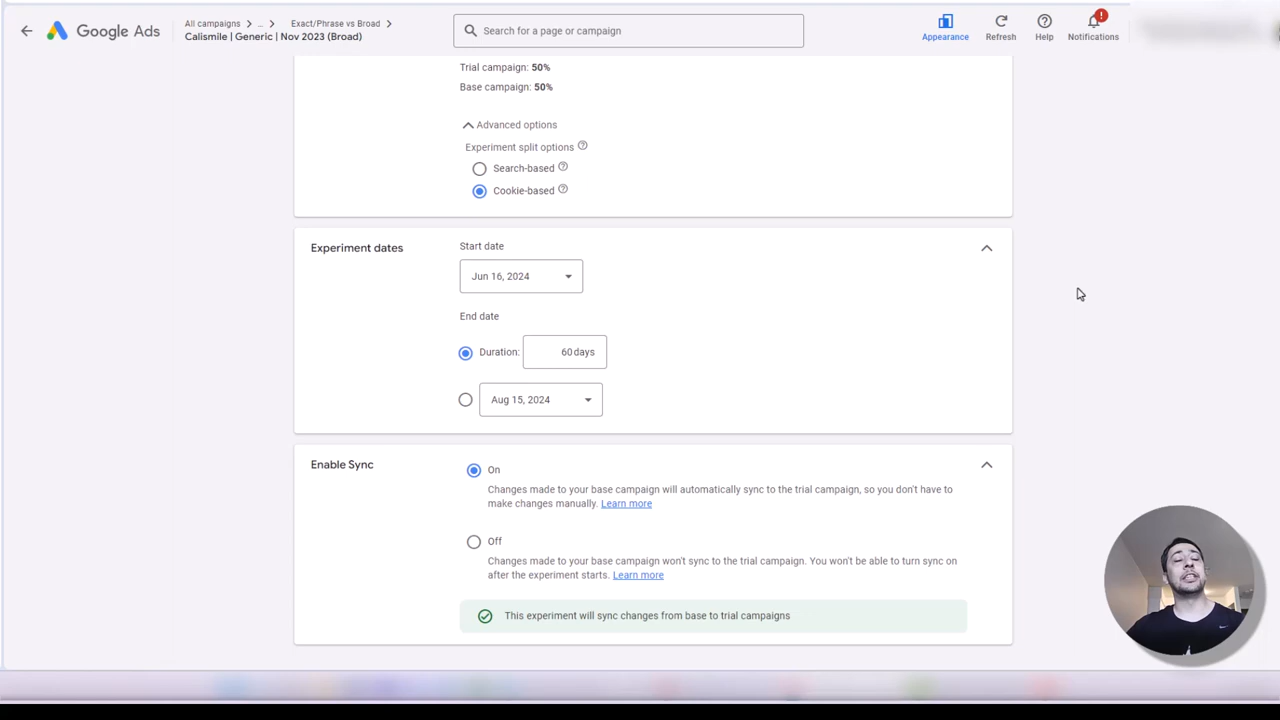 Google Ads
All campaigns > ... > Exact/Phrase vs Broad >
Calismile | Generic | Nov 2023 (Broad)
Search for a page or campaign
Appearance
Refresh
Help
!
Notifications
Trial campaign: 50%
Base campaign: 50%
Advanced options
Experiment split options
Search-based
Cookie-based
Experiment dates
Start date
Jun 16, 2024
End date
Duration: 60 days
Aug 15, 2024
Enable Sync
On
Changes made to your base campaign will automatically sync to the trial campaign, so you don't have to
make changes manually. Learn more
Off
Changes made to your base campaign won't sync to the trial campaign. You won't be able to turn sync on
after the experiment starts. Learn more
This experiment will sync changes from base to trial campaigns